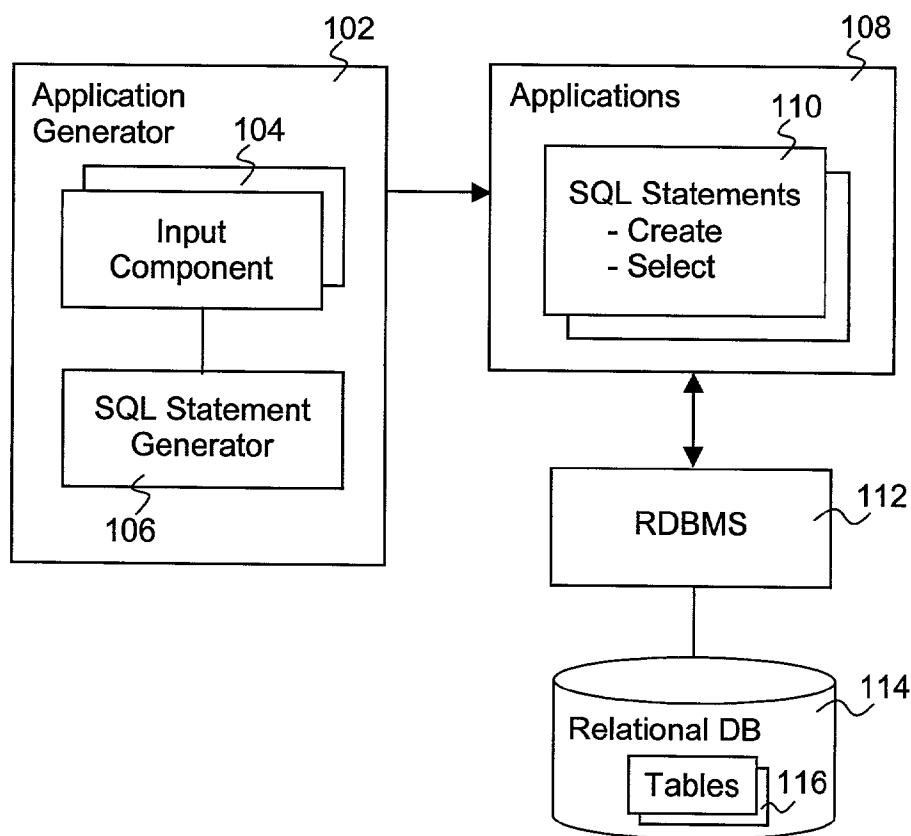 102
108
Application
Generator
104
Input
Component
SQL Statement
Generator
106
Applications
110
SQL Statements
- Create
- Select
RDBMS
112
114
Relational DB
Tables
116